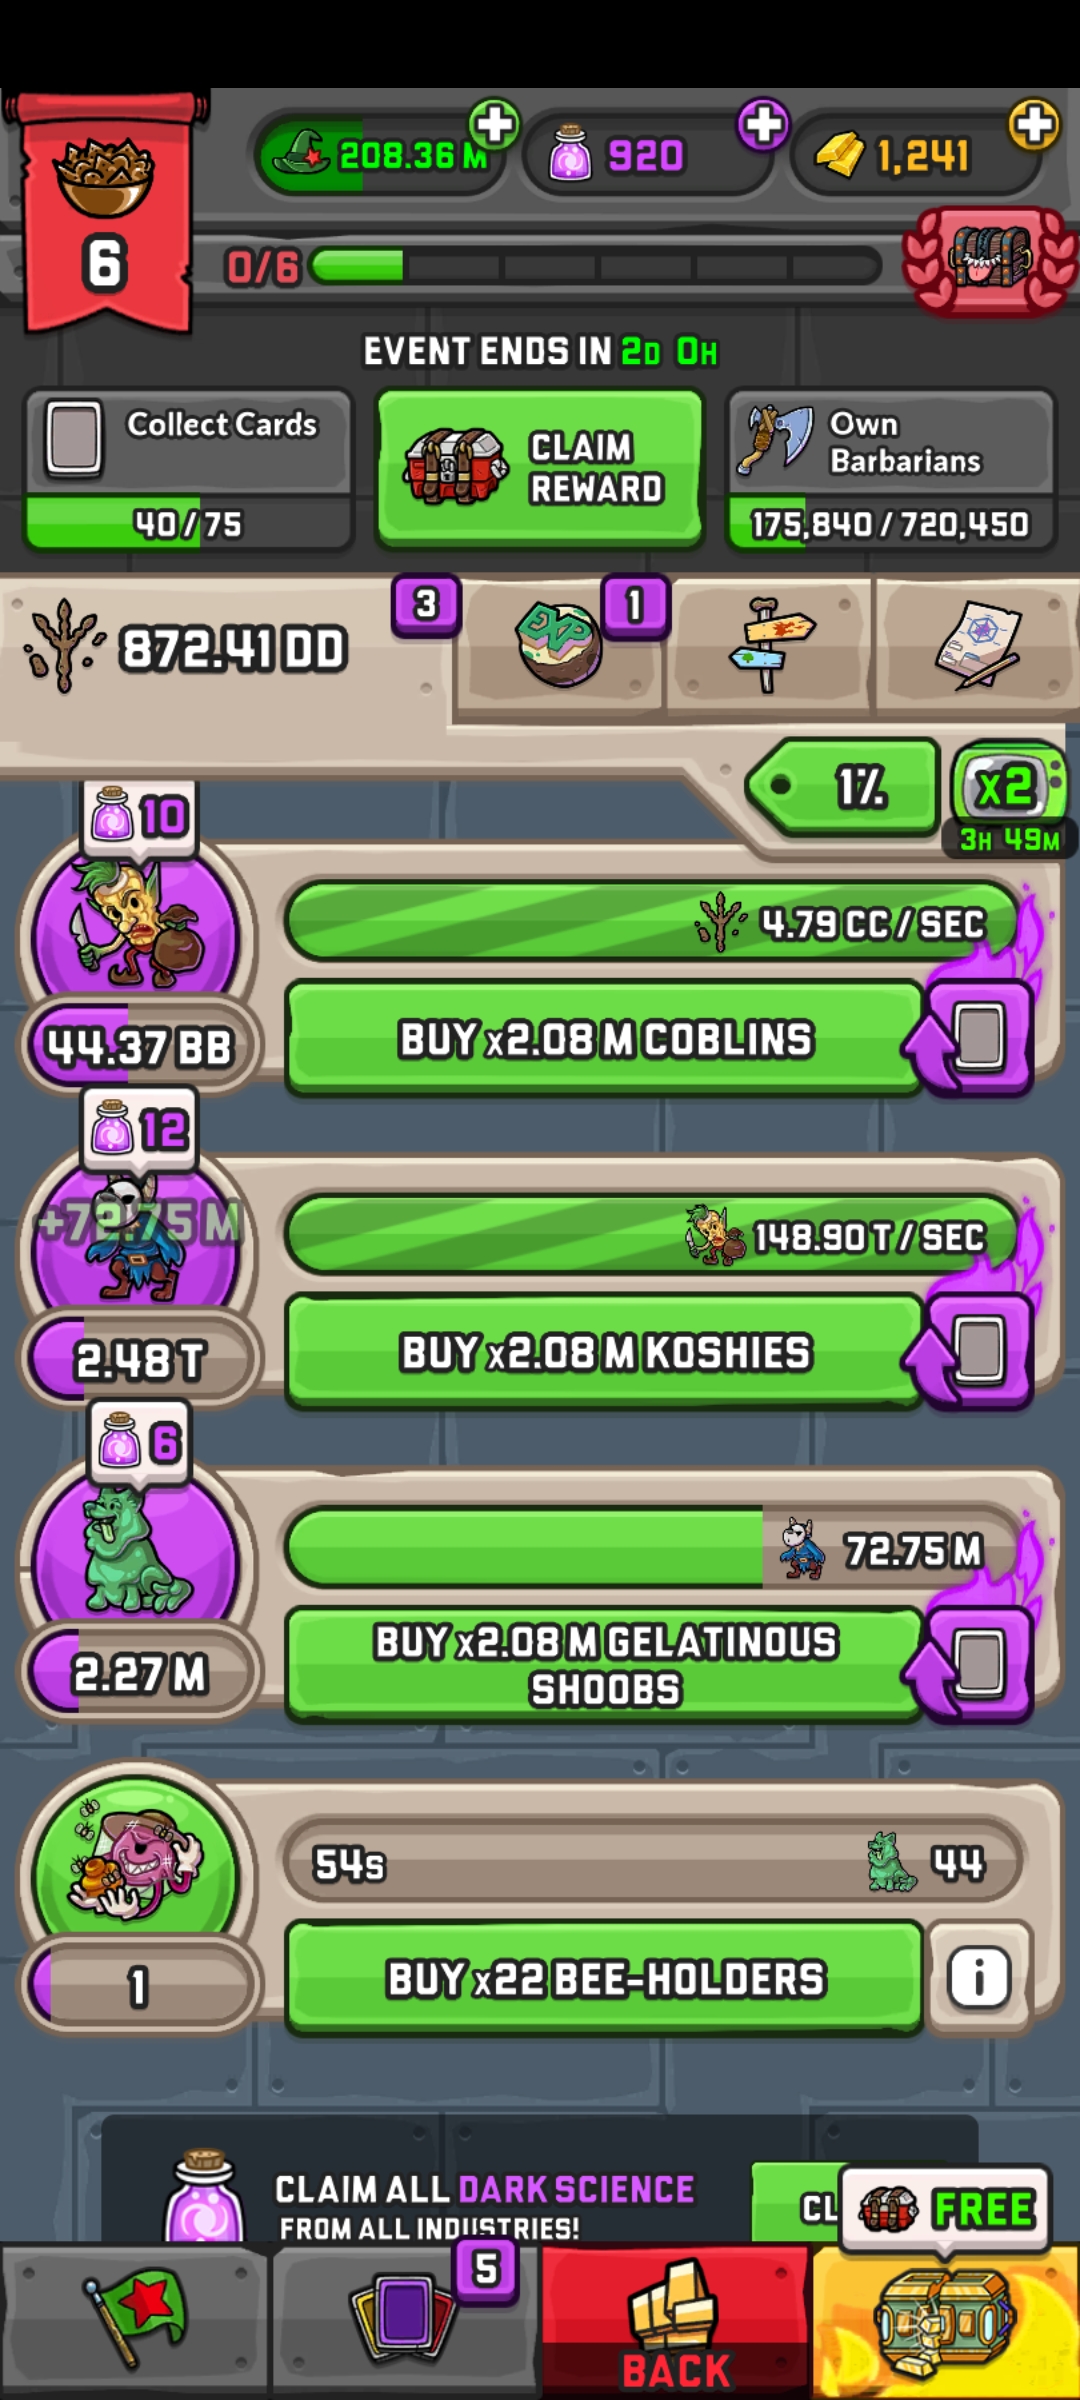 208.36 M
920
1,241
6
0/6
EVENT ENDS IN 2D 0H
Collect Cards
40/75
CLAIM
REWARD
Own
Barbarians
175,840/720,450
872.41 DD
3
EXP
1
1%
x2
3H 49M
10
4.79 CC/SEC
44.37 BB
BUY x2.08 M COBLINS
12
+72.75 M
148.90 T/SEC
2.48 T
BUY x2.08 M KOSHIES
6
72.75 M
2.27 M
BUY x2.08 M GELATINOUS
SHOOBS
54s
44
1
BUY x22 BEE-HOLDERS
i
CLAIM ALL DARK SCIENCE
FROM ALL INDUSTRIES!
CL
FREE
5
BACK